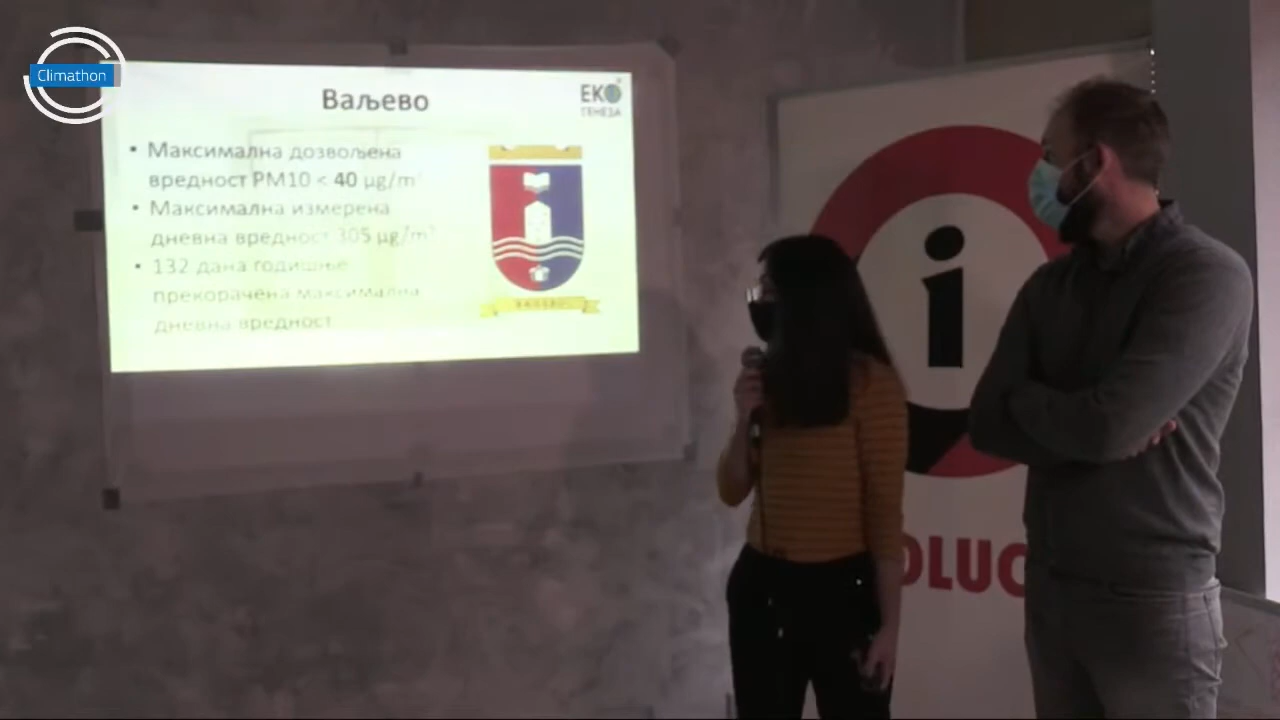 Climathon
Ваљево
ЕКО
ГЕНЕЗА
• Максимална дозвољена
вредност PM10 < 40 µg/m³
• Максимална измерена
дневна вредност 305 µg/m³
• 132 дана годишње
прекорачена максимална
дневна вредност
ВАЉЕВО
i
OLUC